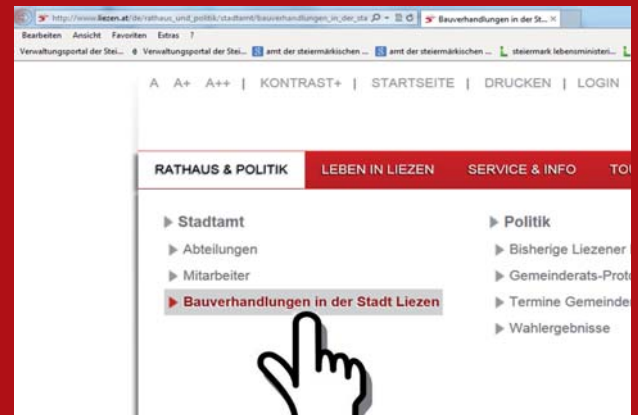 http://www.liezen.at/de/rathaus_und_politik/stadtamt/bauverhandlungen_in_der_sta
Bauverhandlungen in der St...
Bearbeiten Ansicht Favoriten Extras ?
Verwaltungsportal der Stei... Verwaltungsportal der Stei... amt der steiermärkischen ... amt der steiermärkischen ... steiermark lebensministeri...
A A+ A++ | KONTRAST+ | STARTSEITE | DRUCKEN | LOGIN
RATHAUS & POLITIK LEBEN IN LIEZEN SERVICE & INFO TOU
Stadtamt Politik
Abteilungen Bisherige Liezener
Mitarbeiter Gemeinderats-Proto
Bauverhandlungen in der Stadt Liezen Termine Gemeinde
Wahlergebnisse